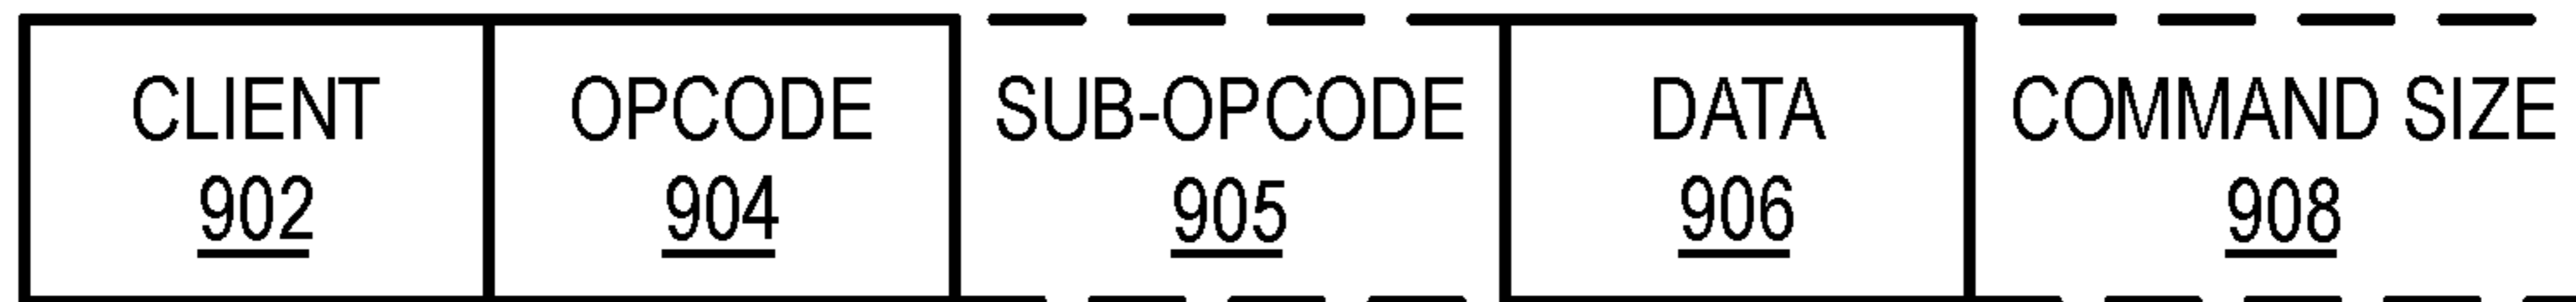 CLIENT OPCODE SUB-OPCODE DATA COMMAND SIZE
902 904 905 906 908